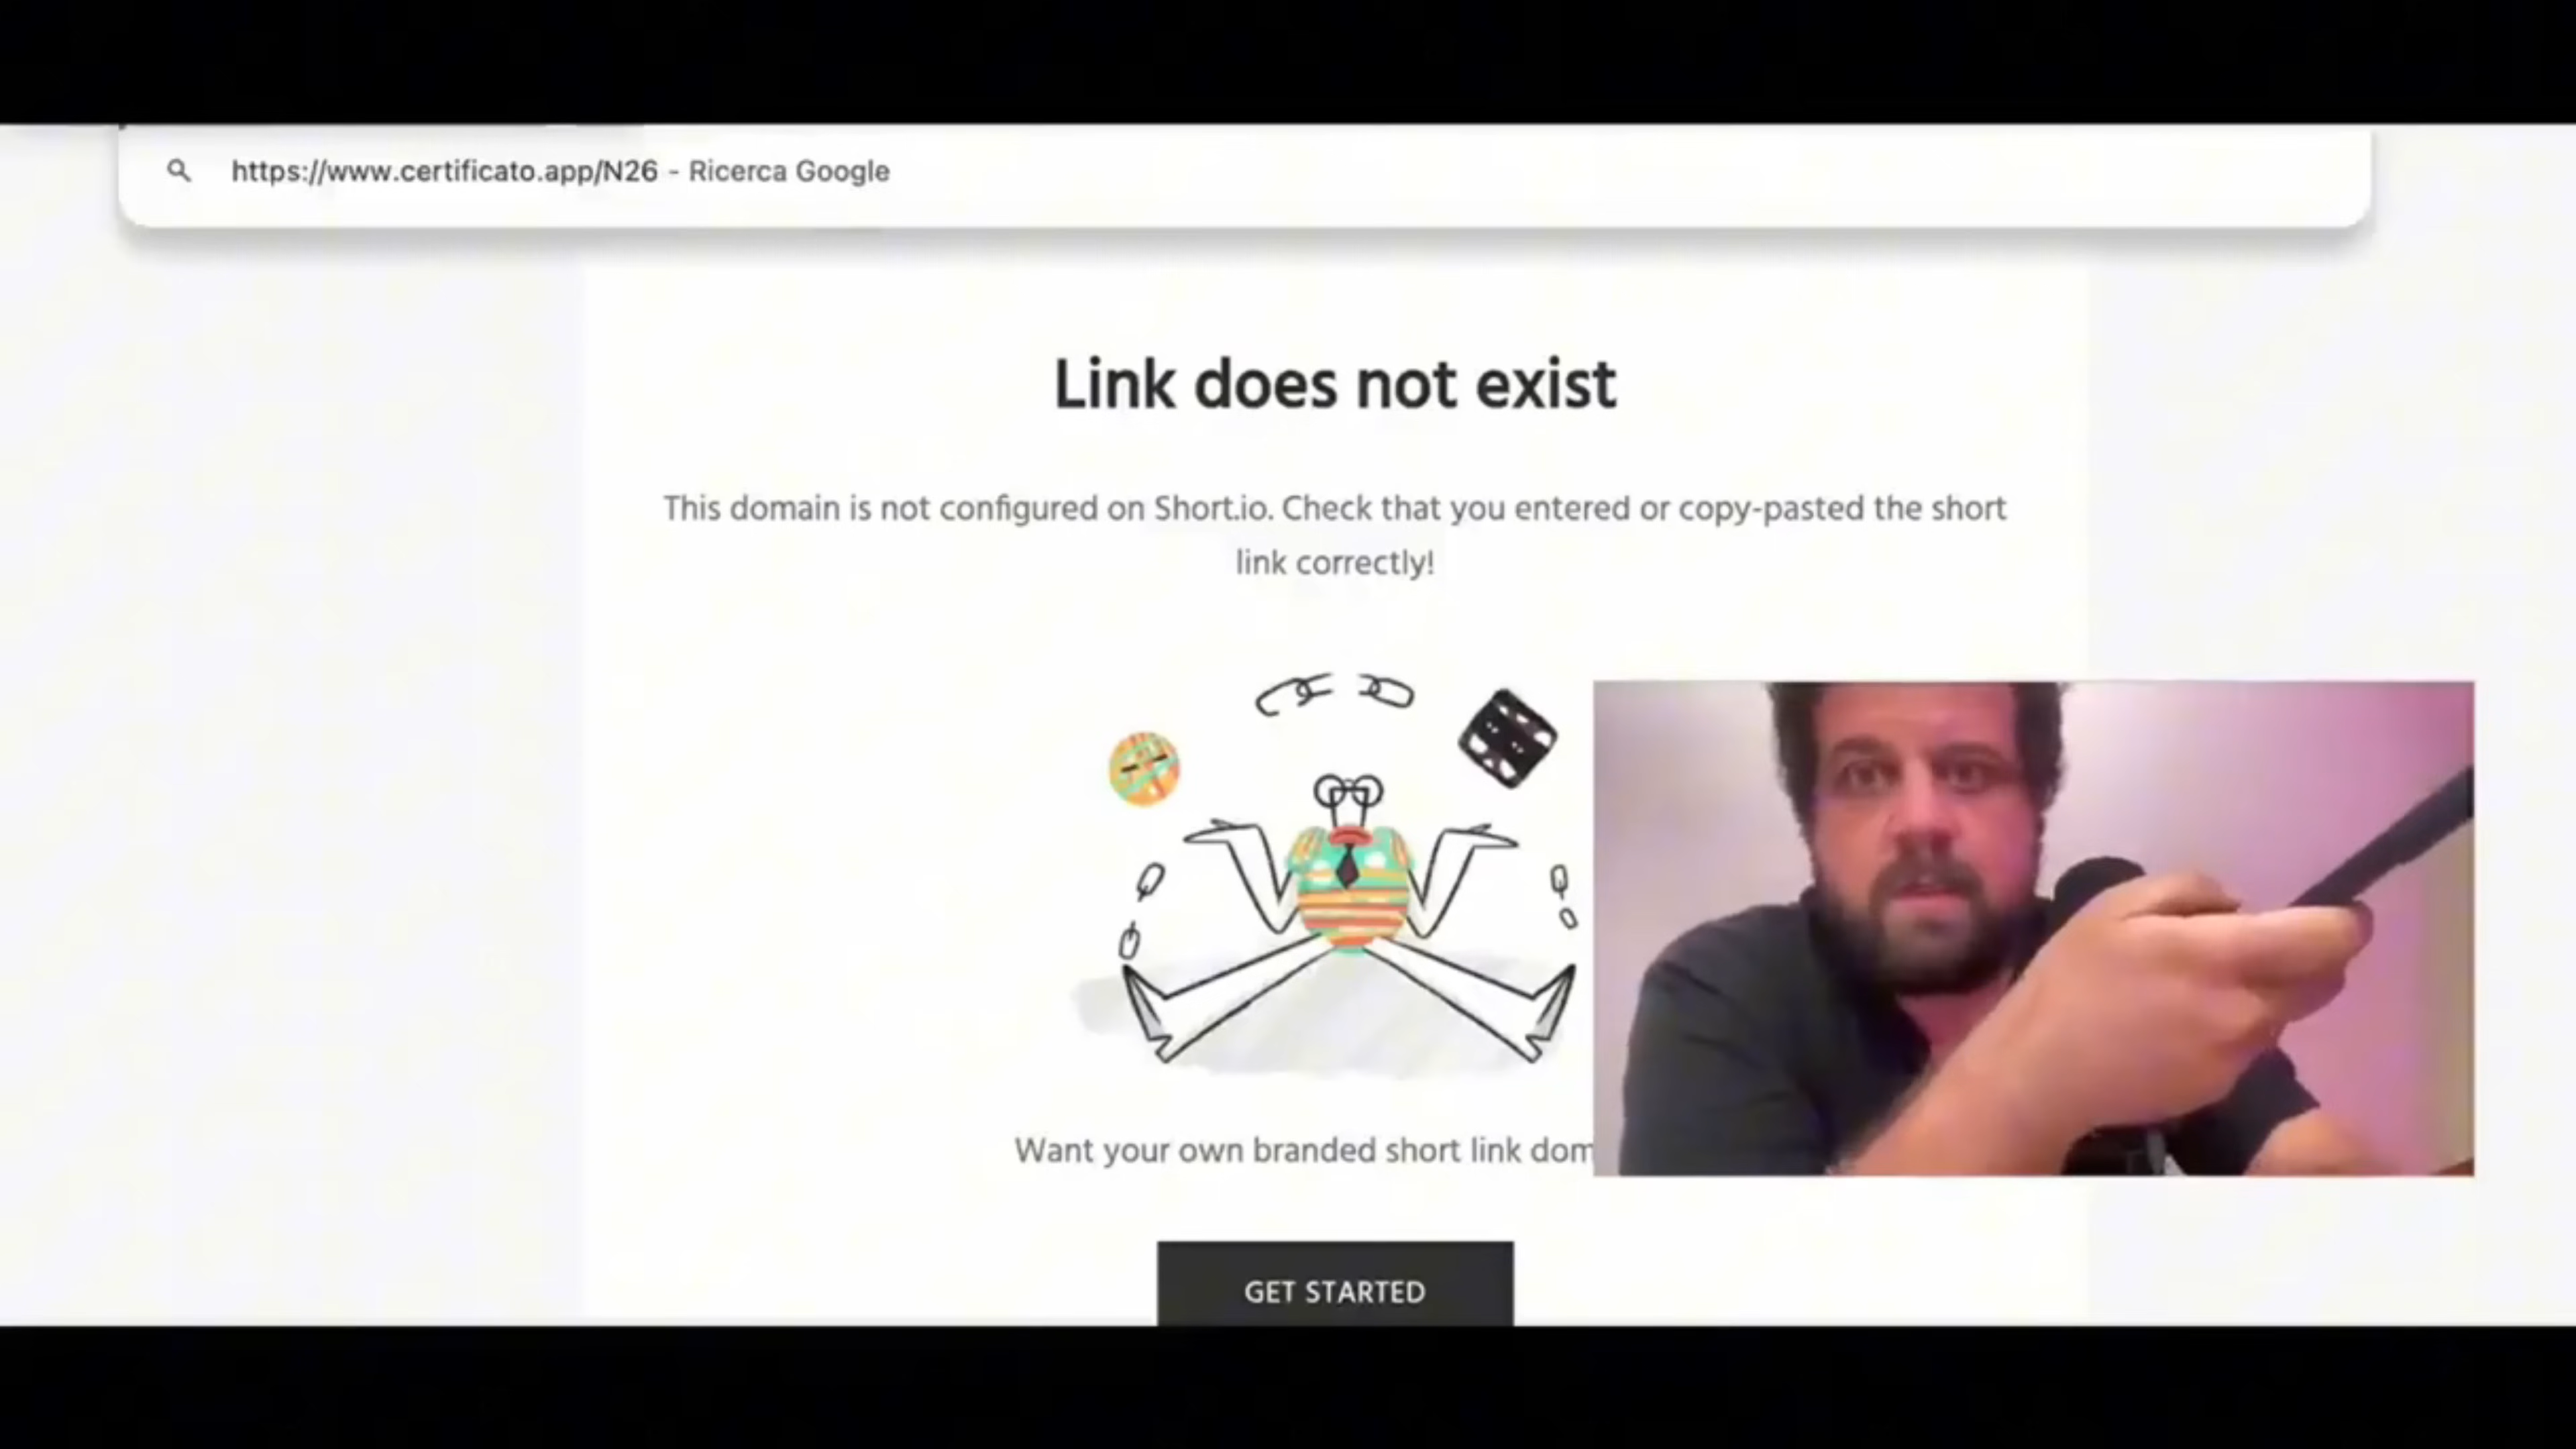 https://www.certificato.app/N26 - Ricerca Google
Link does not exist
This domain is not configured on Short.io. Check that you entered or copy-pasted the short
link correctly!
Want your own branded short link dom
GET STARTED